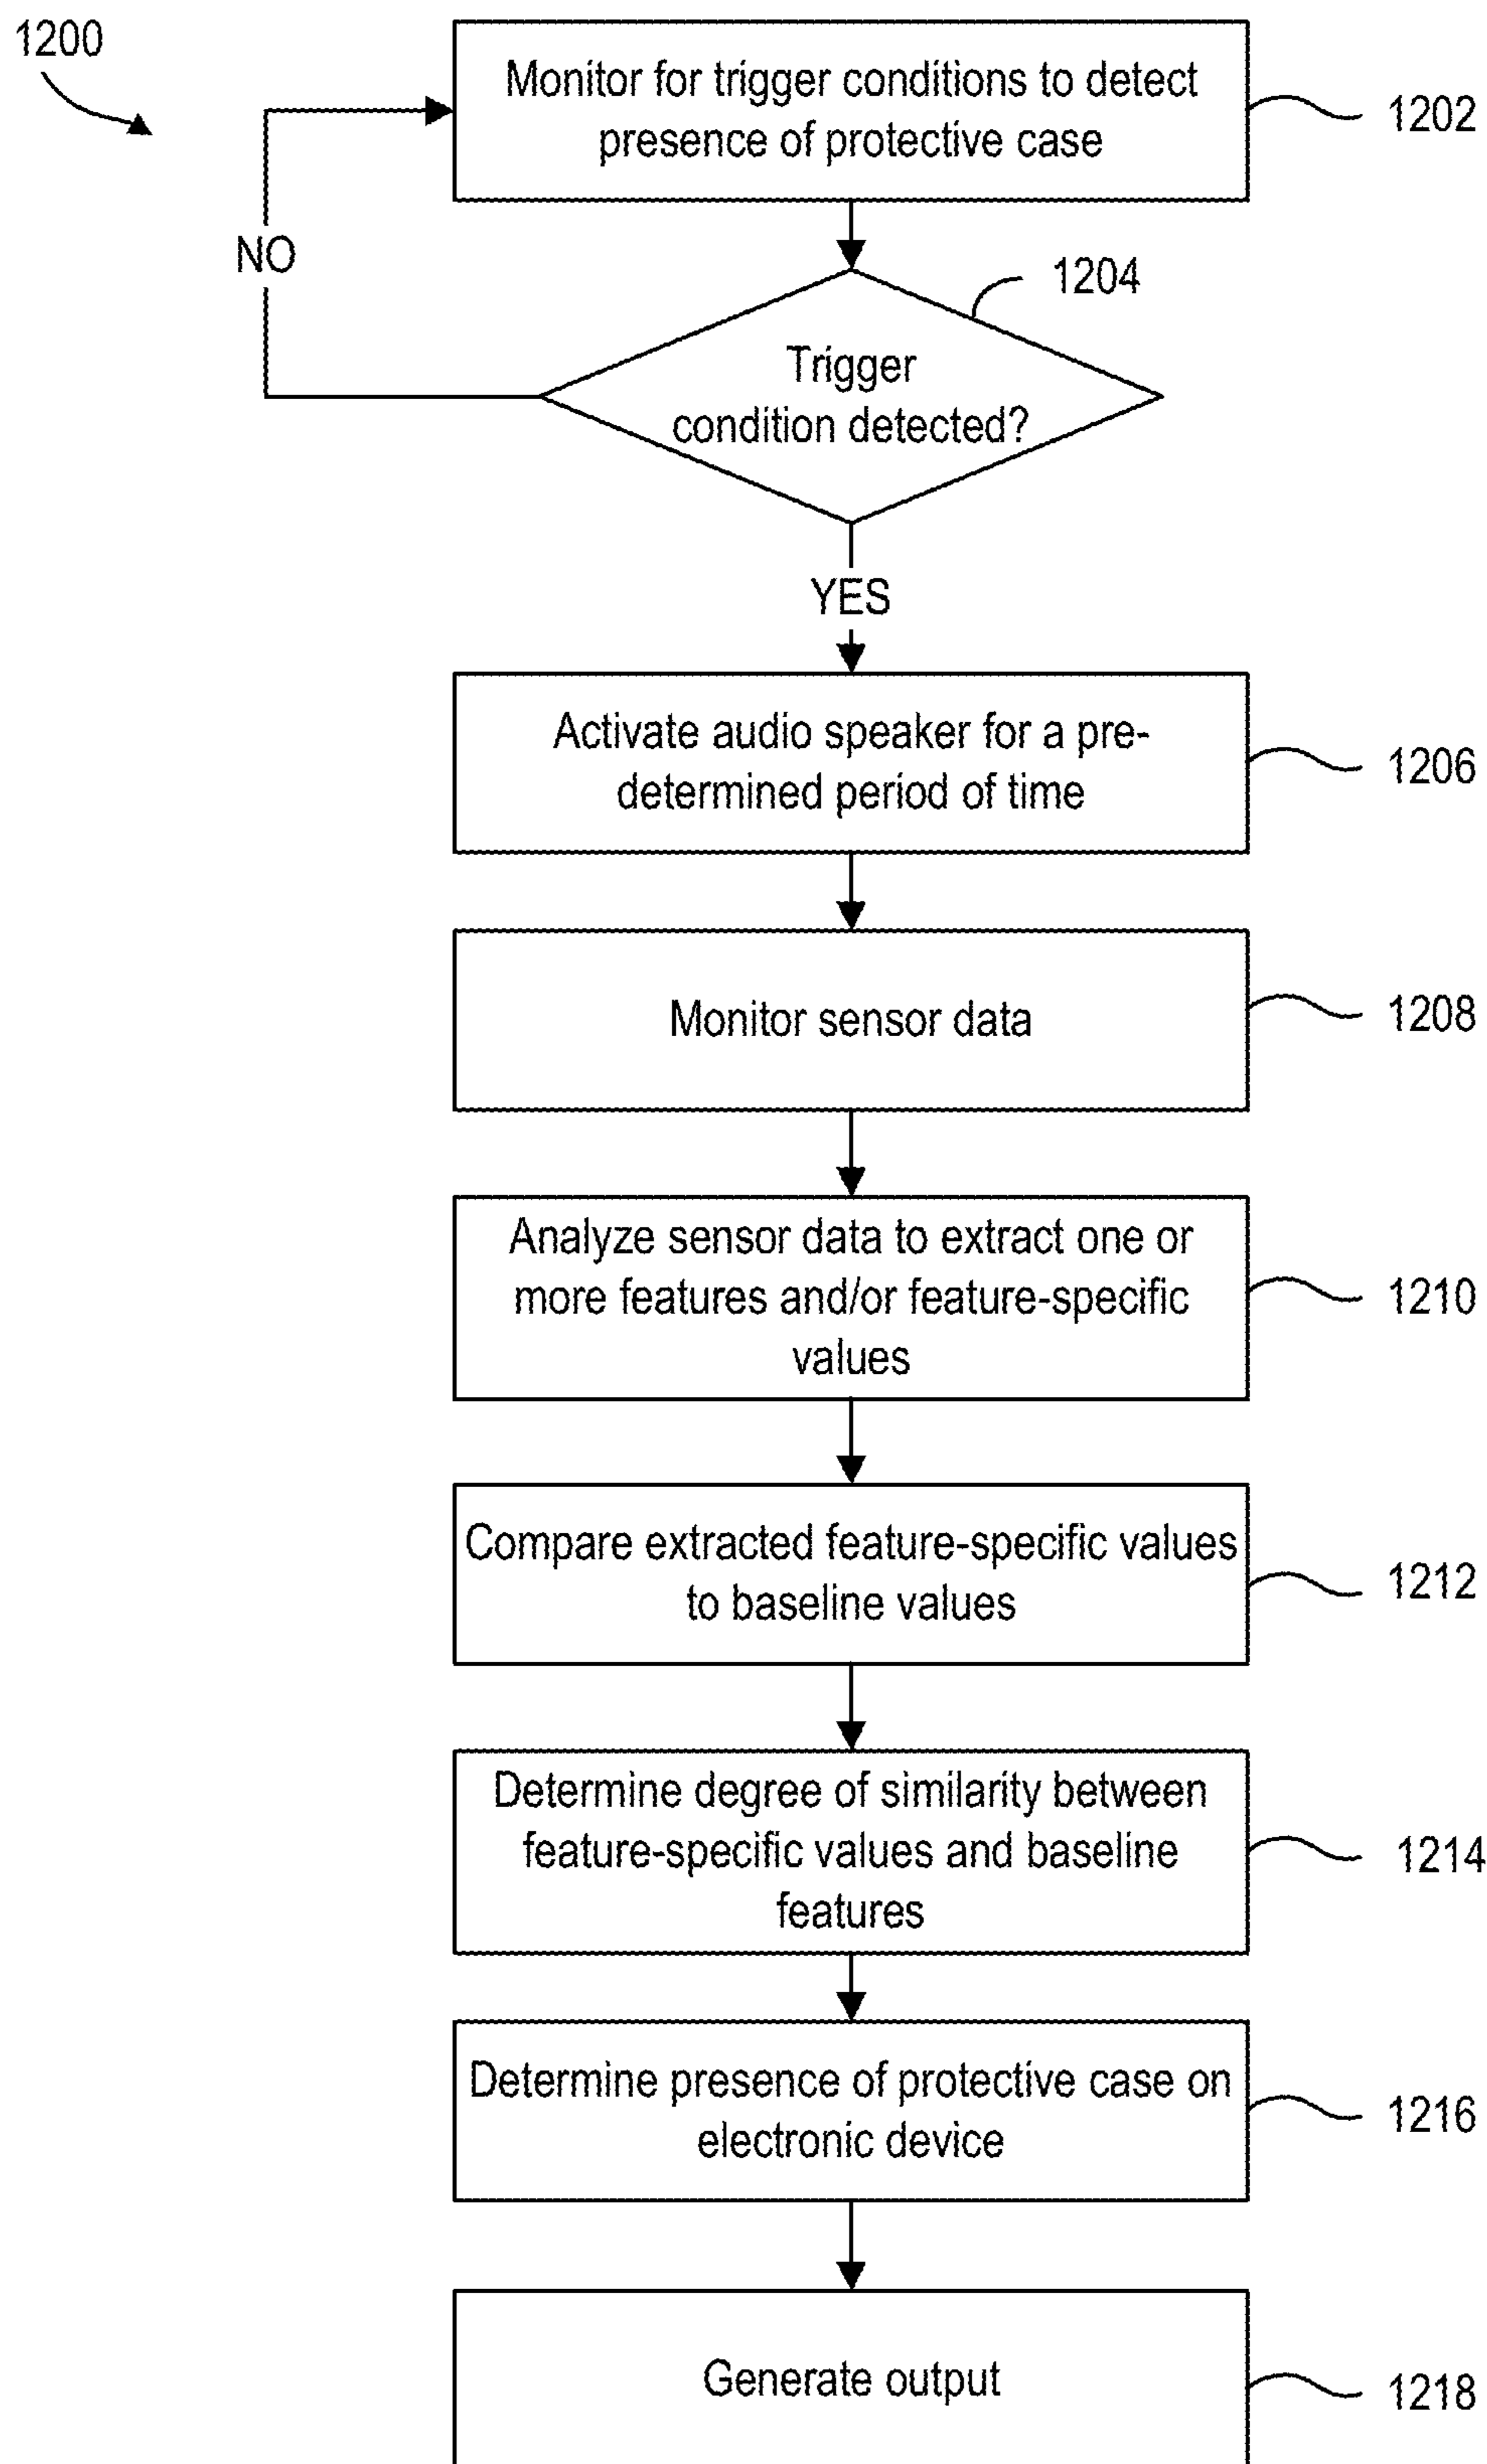 1200
Monitor for trigger conditions to detect
presence of protective case
1202
NO
1204
Trigger
condition detected?
YES
Activate audio speaker for a pre-
determined period of time
1206
Monitor sensor data
1208
Analyze sensor data to extract one or
more features and/or feature-specific
values
1210
Compare extracted feature-specific values
to baseline values
1212
Determine degree of similarity between
feature-specific values and baseline
features
1214
Determine presence of protective case on
electronic device
1216
Generate output
1218